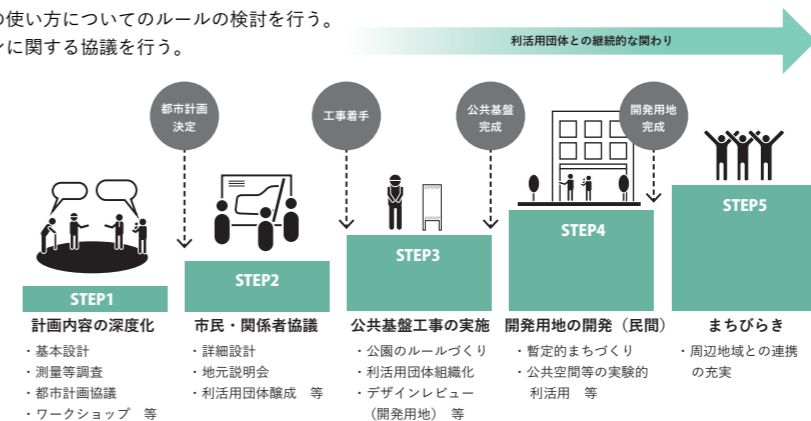 の使い方についてのルールの検討を行う。
ンに関する協議を行う。
利活用団体との継続的な関わり
都市計画
決定
工事着手
公共基盤
完成
開発用地
完成
STEP1
計画内容の深度化
・基本設計
・測量等調査
・都市計画協議
・ワークショップ 等
STEP2
市民・関係者協議
・詳細設計
・地元説明会
・利活用団体醸成 等
STEP3
公共基盤工事の実施
・公園のルールづくり
・利活用団体組織化
・デザインレビュー
（開発用地） 等
STEP4
開発用地の開発（民間）
・暫定的まちづくり
・公共空間等の実験的
利活用 等
STEP5
まちびらき
・周辺地域との連携
の充実